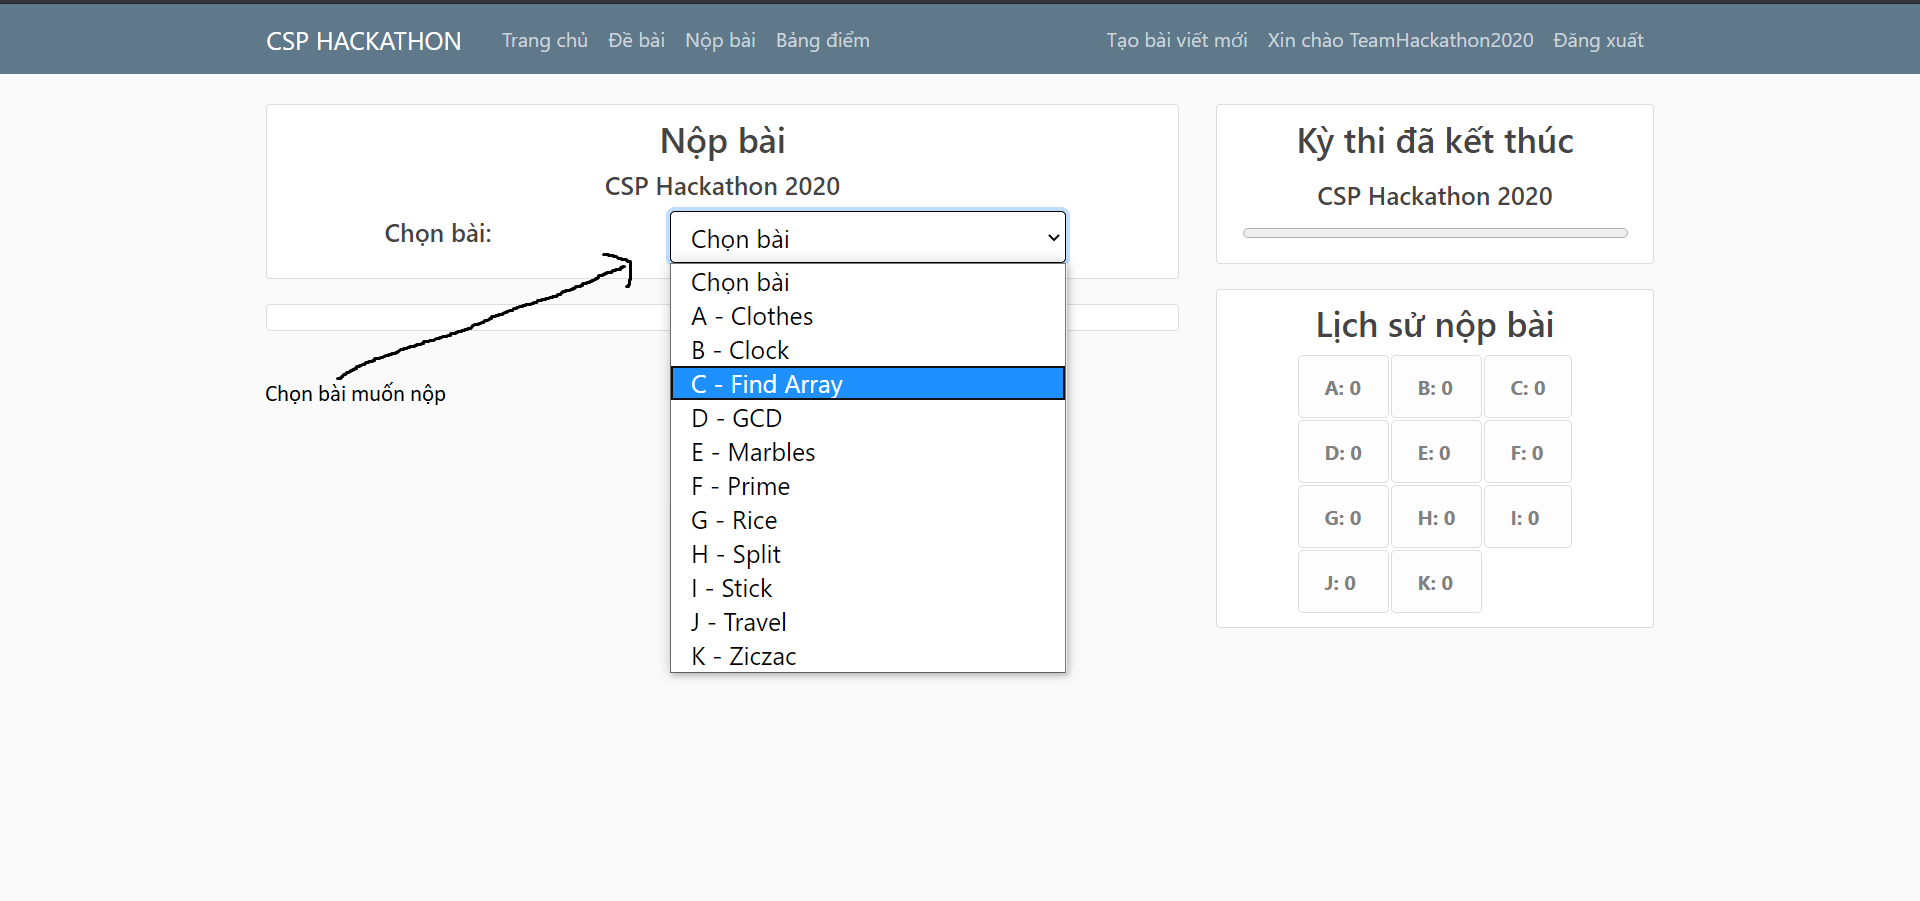 CSP HACKATHON Trang chủ Đề bài Nộp bài Bảng điểm Tạo bài viết mới Xin chào TeamHackathon2020 Đăng xuất
Nộp bài
CSP Hackathon 2020
Chọn bài:
Chọn bài
Chọn bài
A - Clothes
B - Clock
C - Find Array
D - GCD
E - Marbles
F - Prime
G - Rice
H - Split
I - Stick
J - Travel
K - Ziczac
Chọn bài muốn nộp
Kỳ thi đã kết thúc
CSP Hackathon 2020
Lịch sử nộp bài
A: 0 B: 0 C: 0
D: 0 E: 0 F: 0
G: 0 H: 0 I: 0
J: 0 K: 0